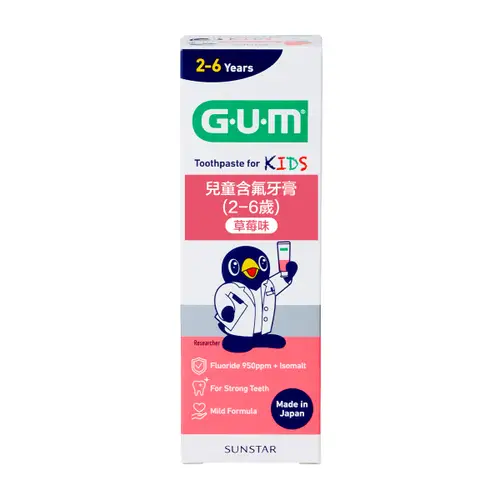 2-6 Years
G·U·M®
Toothpaste for KIDS
兒童含氟牙膏
(2-6歲)
草莓味
Researcher
Fluoride 950ppm + Isomalt
For Strong Teeth
Mild Formula
Made in
Japan
SUNSTAR